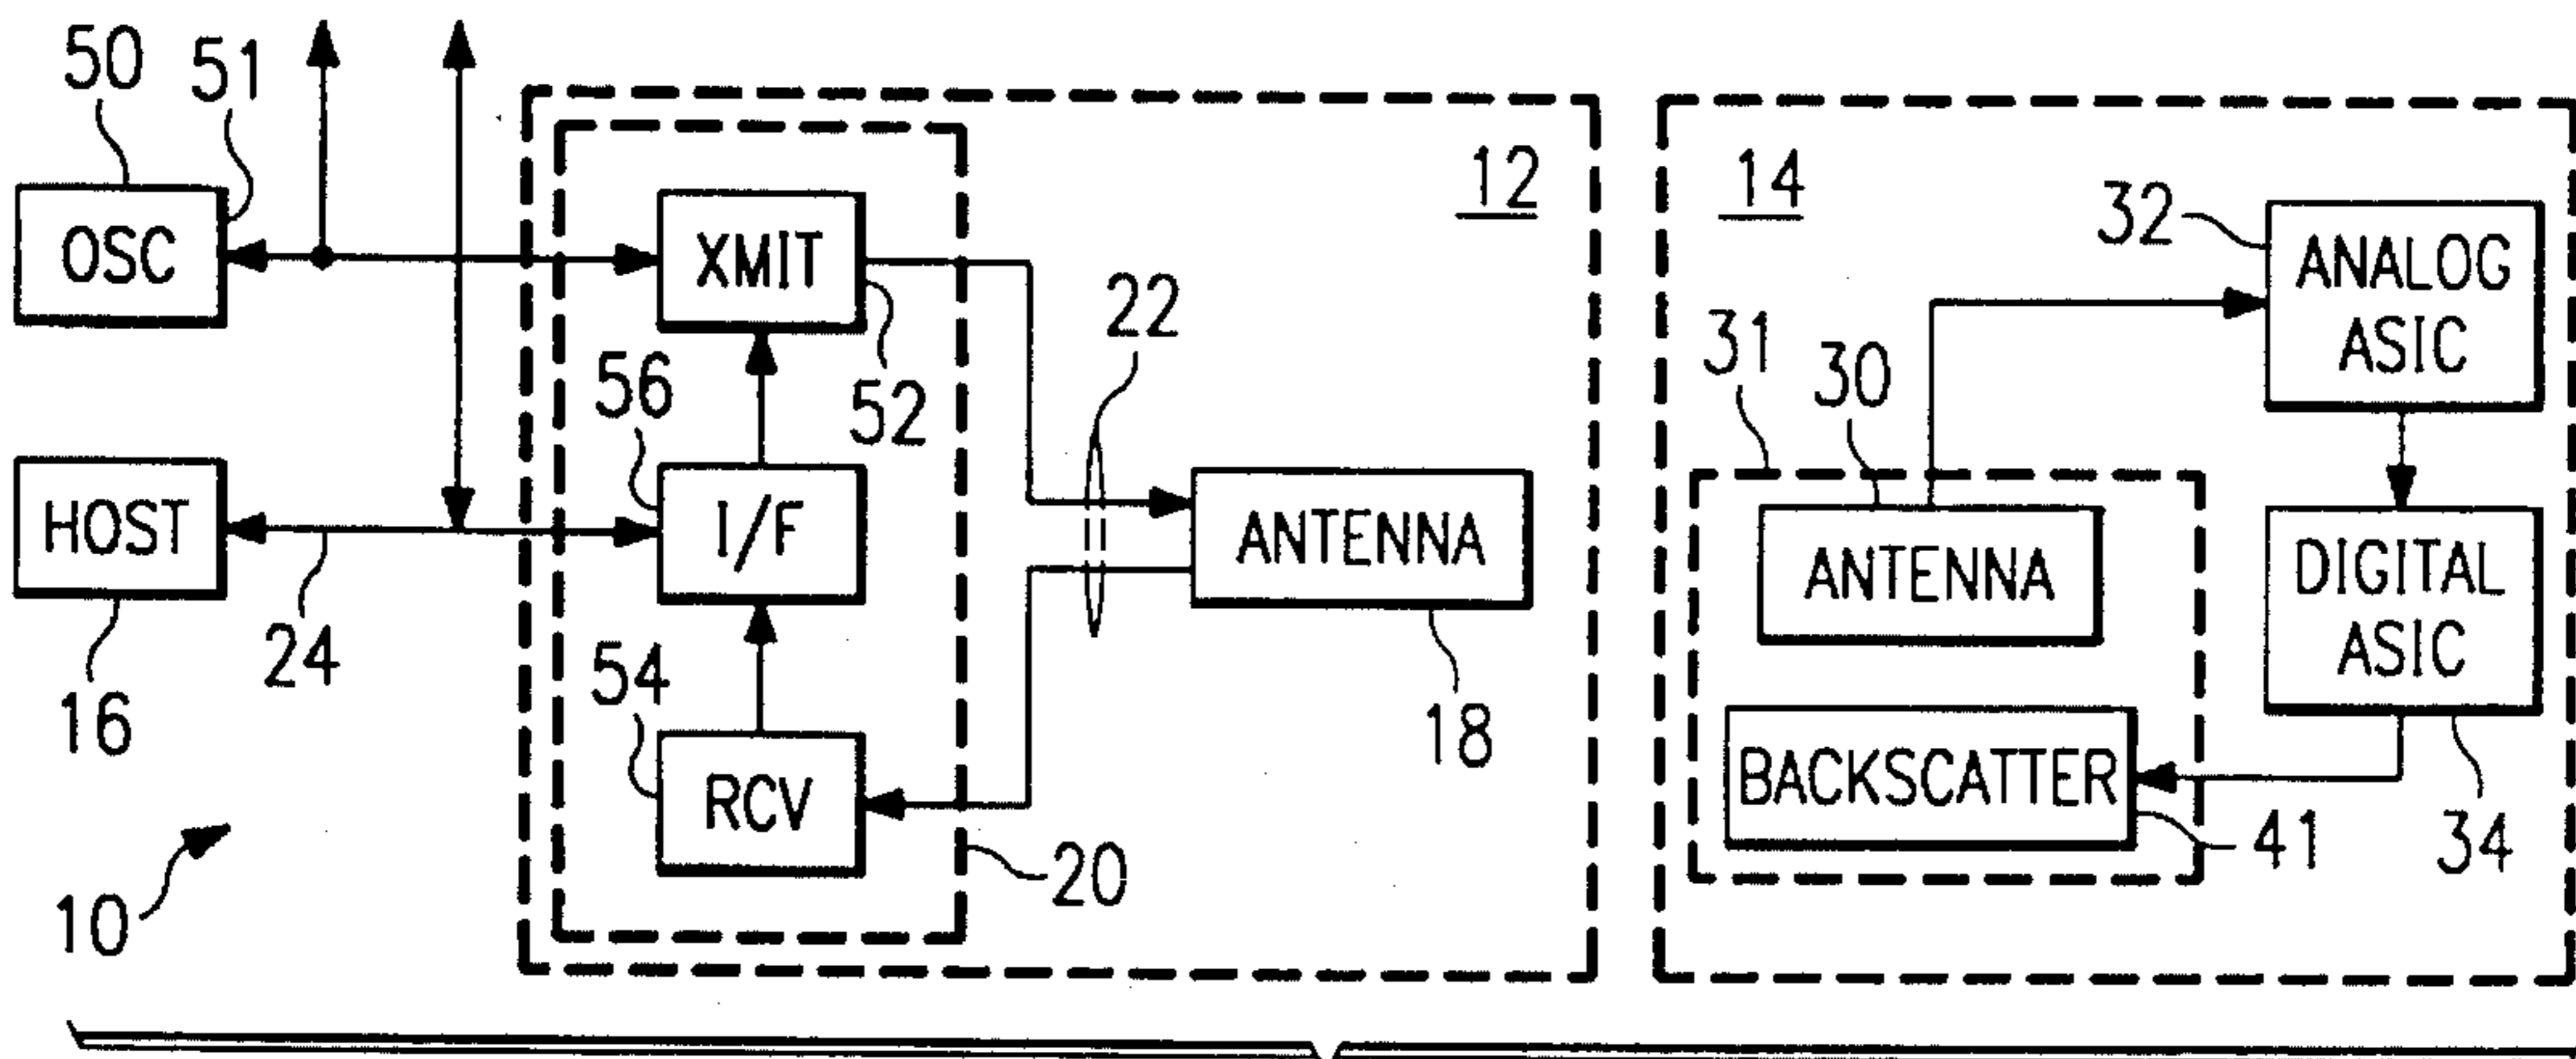 50
51
OSC
XMIT
52
12
14
32
ANALOG
ASIC
22
31
30
56
HOST
I/F
ANTENNA
ANTENNA
DIGITAL
ASIC
24
16
54
RCV
18
BACKSCATTER
41
34
20
10